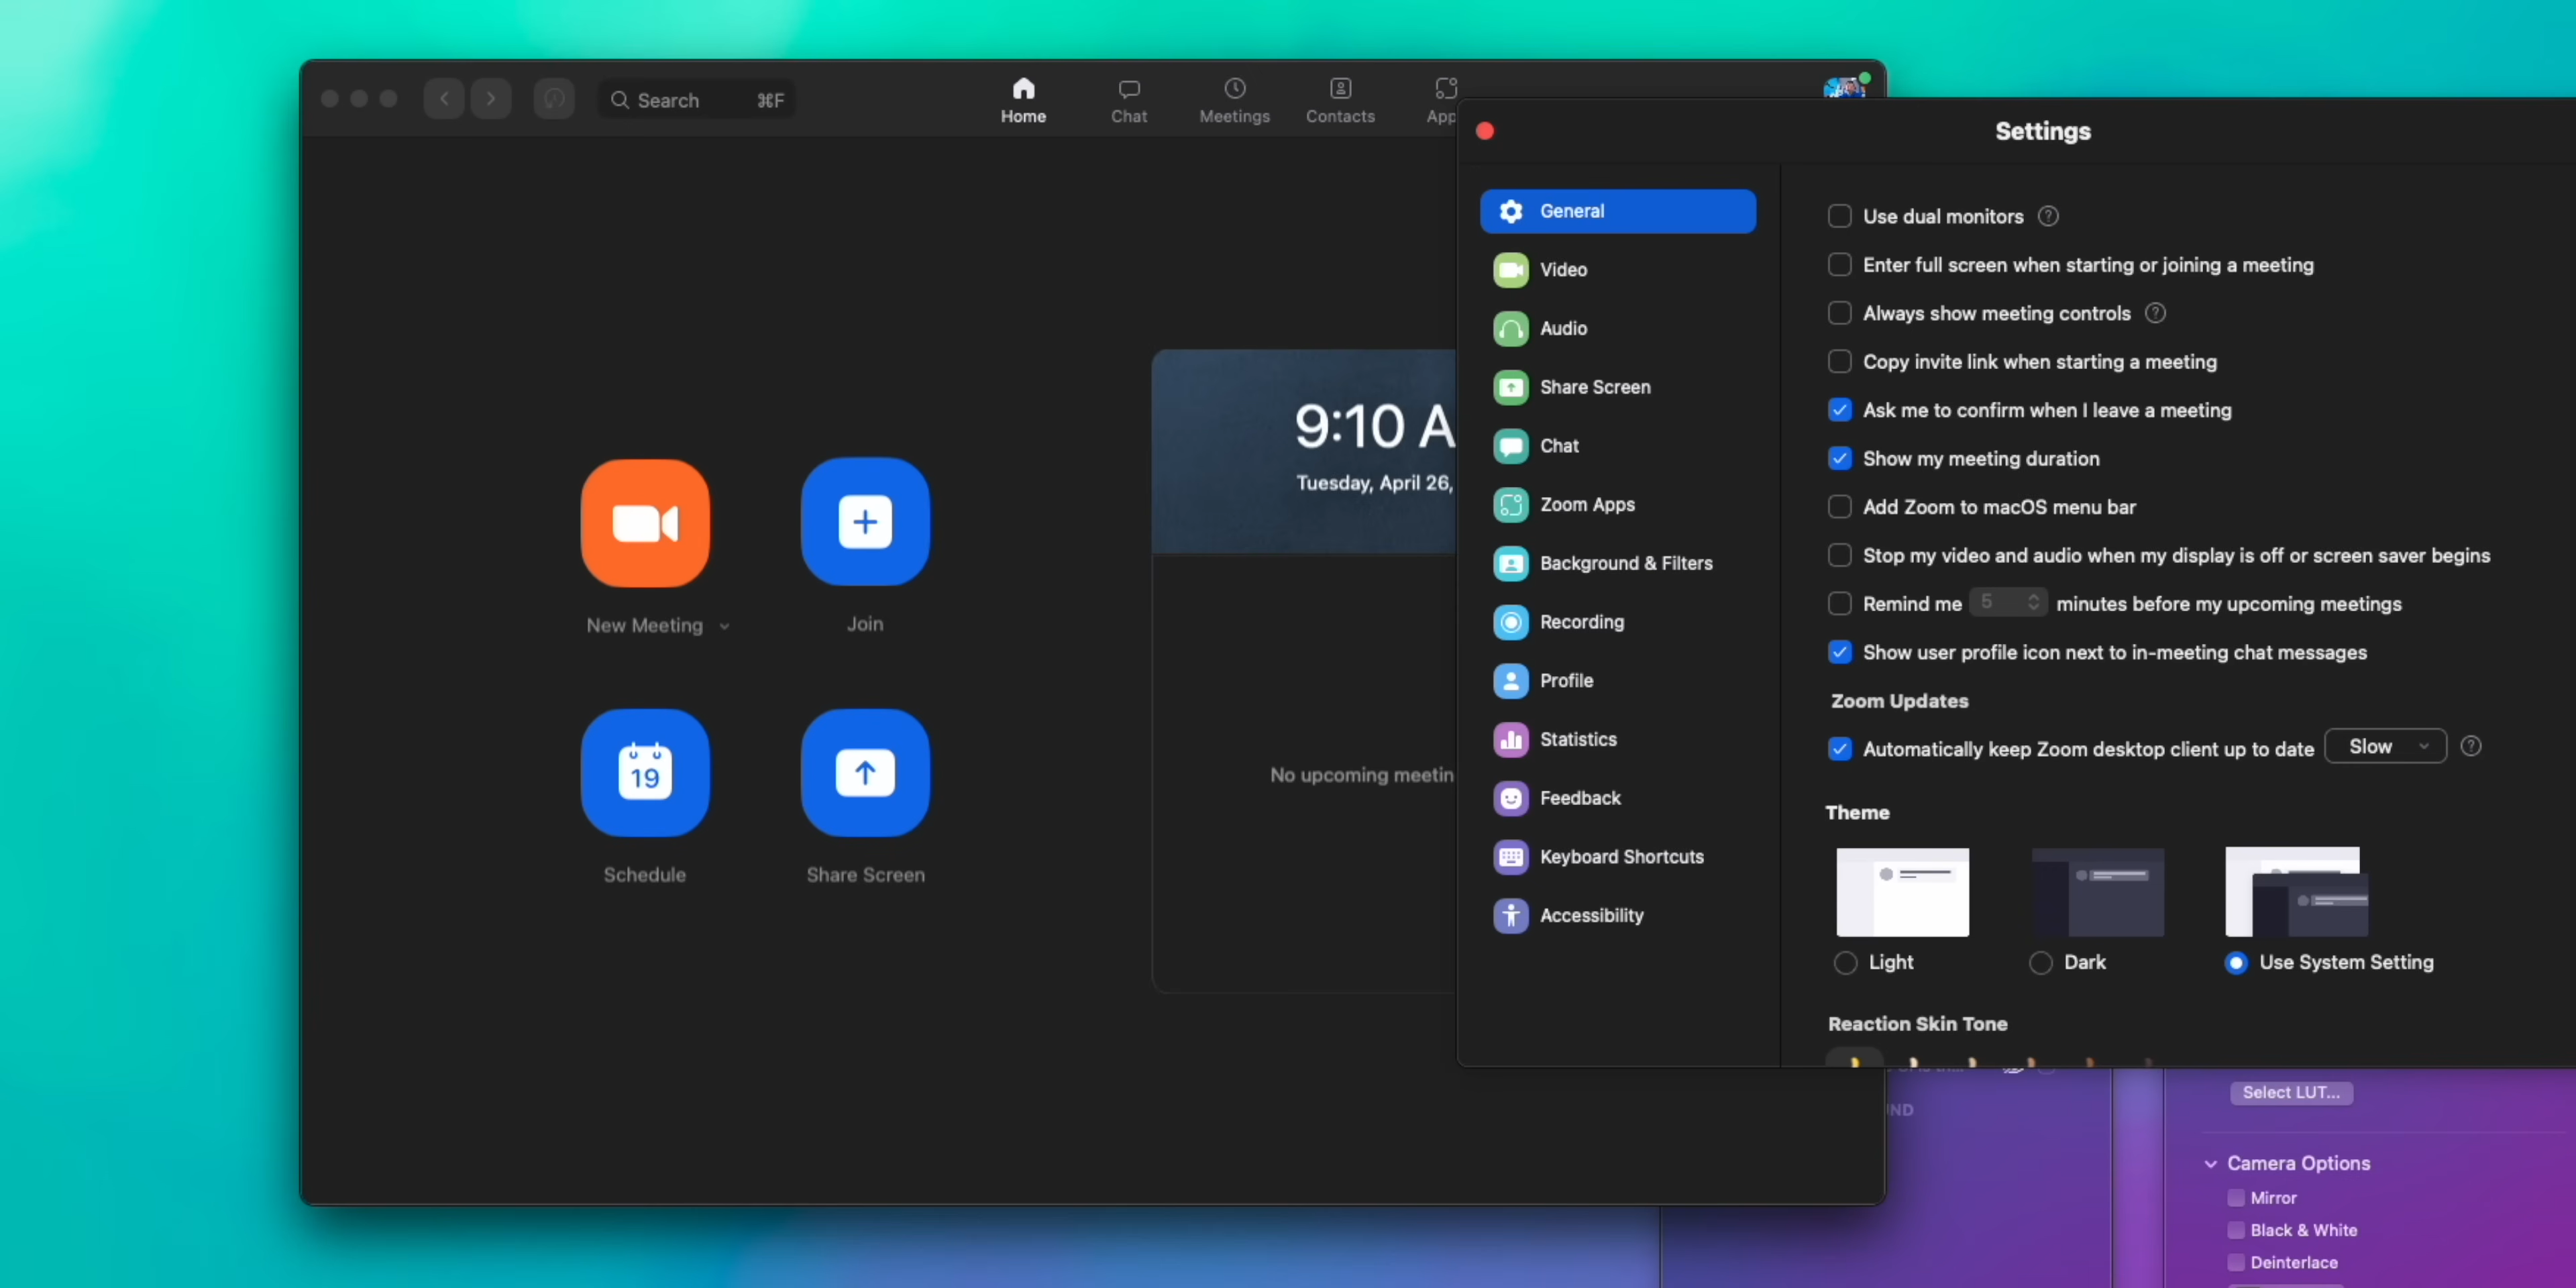 Search ⌘F
Home
Chat
Meetings
Contacts
App
9:10 A
Tuesday, April 26,
No upcoming meetin
New Meeting
Join
19
Schedule
Share Screen
Settings
General
Video
Audio
Share Screen
Chat
Zoom Apps
Background & Filters
Recording
Profile
Statistics
Feedback
Keyboard Shortcuts
Accessibility
Use dual monitors ?
Enter full screen when starting or joining a meeting
Always show meeting controls ?
Copy invite link when starting a meeting
Ask me to confirm when I leave a meeting
Show my meeting duration
Add Zoom to macOS menu bar
Stop my video and audio when my display is off or screen saver begins
Remind me 5 minutes before my upcoming meetings
Show user profile icon next to in-meeting chat messages
Zoom Updates
Automatically keep Zoom desktop client up to date Slow ?
Theme
Light
Dark
Use System Setting
Reaction Skin Tone
Select LUT...
Camera Options
Mirror
Black & White
Deinterlace